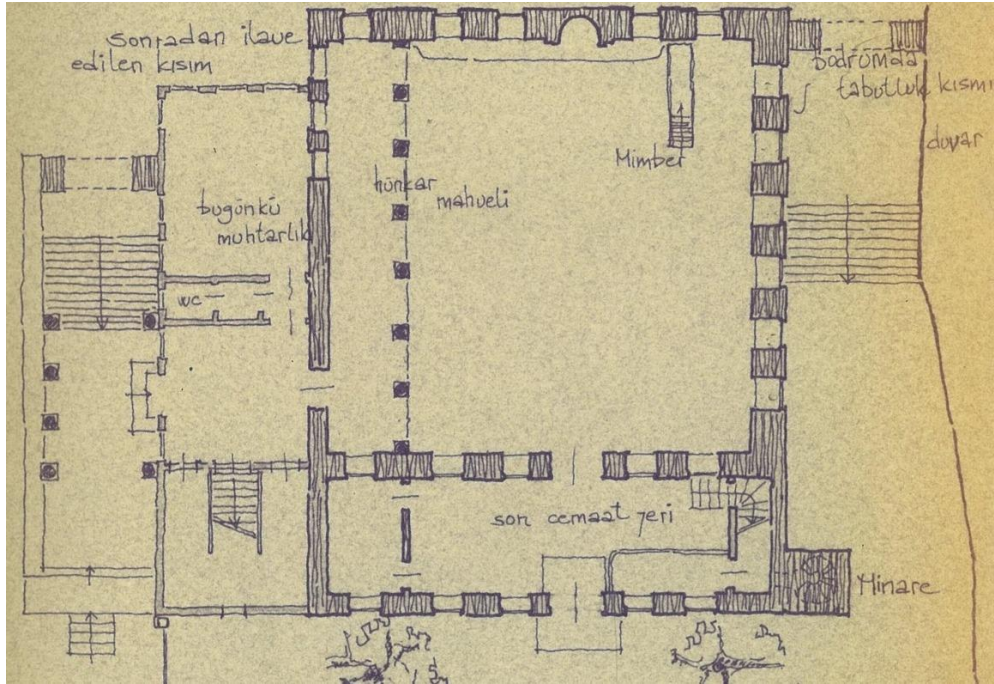 sonradan ilave
edilen kısım
bodrumda
tabutluk kısmı
duvar
Mimber
hünkar
mahveli
bugünkü
muhtarlık
wc
son cemaat yeri
Minare